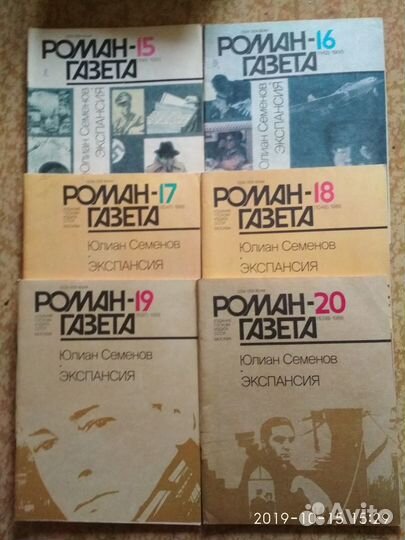 РОМАН-15
ГАЗЕТА
Юлиан Семенов
ЭКСПАНСИЯ
РОМАН-16
ГАЗЕТА
Юлиан Семенов
ЭКСПАНСИЯ
РОМАН-17
ГАЗЕТА
Юлиан Семенов
ЭКСПАНСИЯ
РОМАН-18
ГАЗЕТА
Юлиан Семенов
ЭКСПАНСИЯ
РОМАН-19
ГАЗЕТА
Юлиан Семенов
ЭКСПАНСИЯ
РОМАН-20
ГАЗЕТА
Юлиан Семенов
ЭКСПАНСИЯ
2019-10-15 15:29
Avito